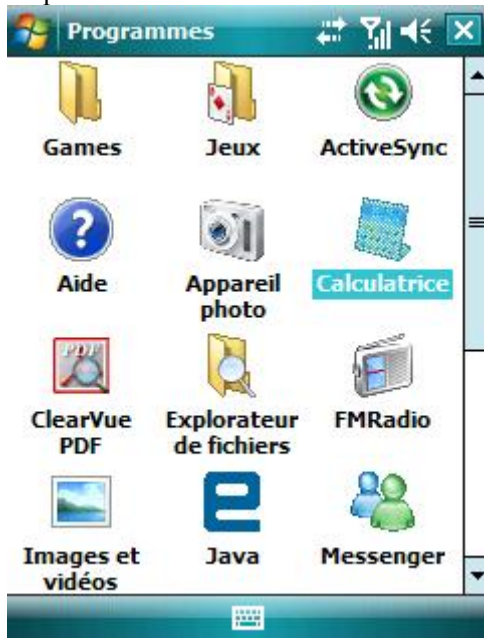 Programmes
Games Jeux ActiveSync
Aide Appareil photo Calculatrice
PDF
ClearVue PDF Explorateur de fichiers FMRadio
Images et vidéos Java Messenger